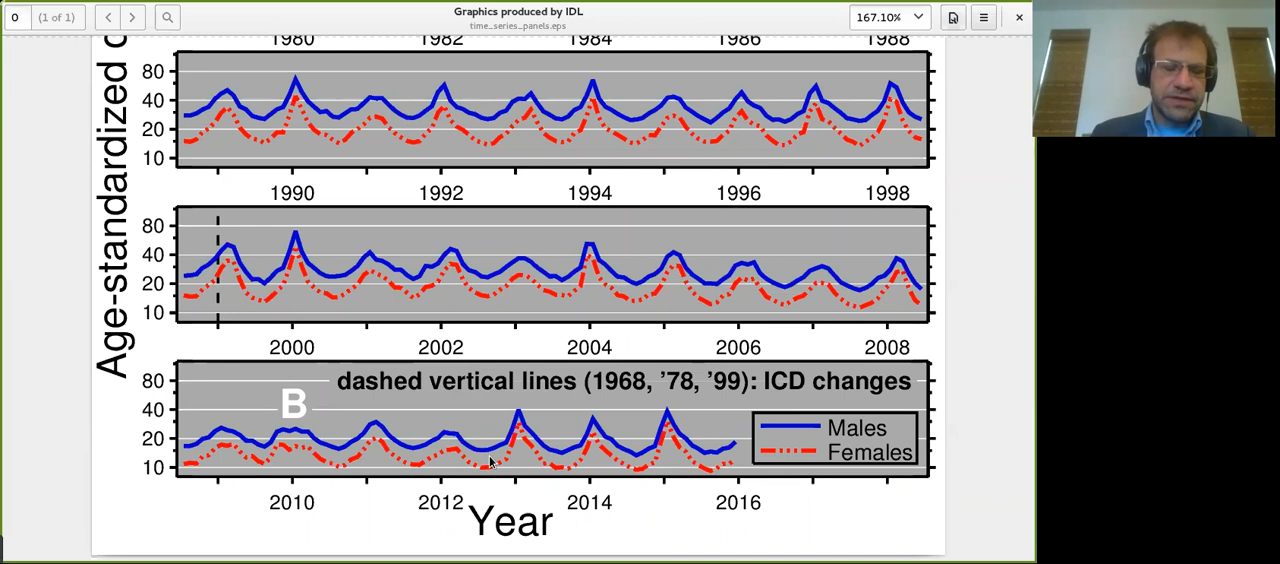 0
(1 of 1)
Graphics produced by IDL
time_series_panels.eps
167.10%
1980 1982 1984 1986 1988
80
40
20
10
1990 1992 1994 1996 1998
80
40
20
10
2000 2002 2004 2006 2008
dashed vertical lines (1968, ’78, ’99): ICD changes
80
B
40
Males
20
Females
10
2010 2012 2014 2016
Year
Age-standardized